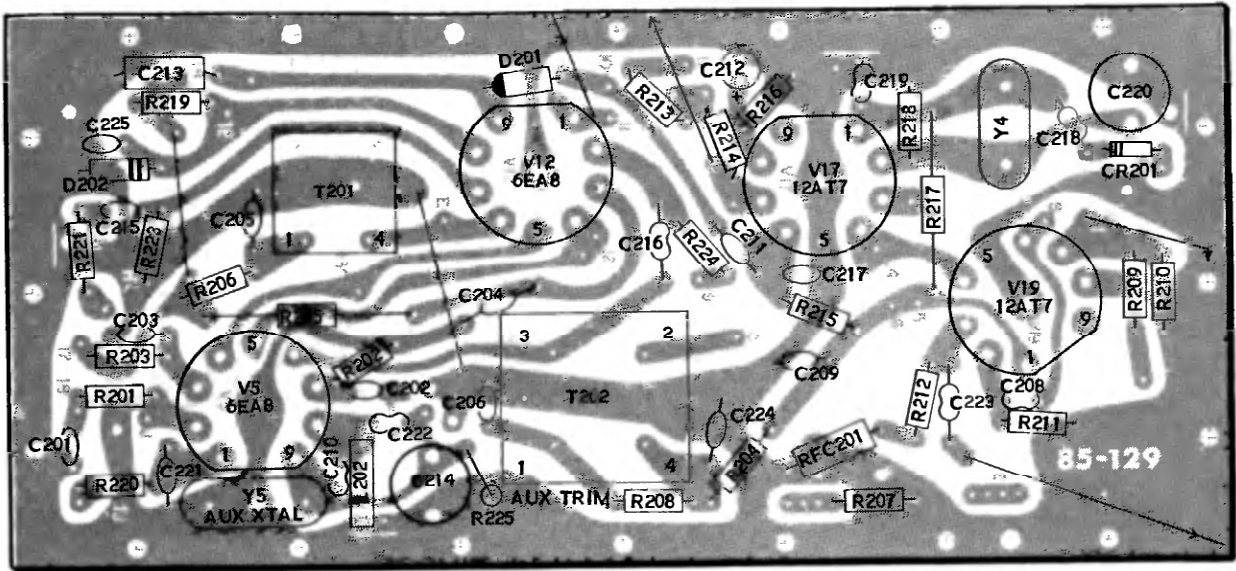 D201
C213
C212
C219
C220
R219
R213
R216
R218
Y4
C218
C225
9
1
9
1
R214
V12
6EA8
V17
12AT7
CR201
D202
T201
R217
C215
C205
R221
R223
1
4
5
C216
R224
C211
5
5
C217
R206
V19
12AT7
R209
R210
C204
R215
9
C203
5
3
2
1
R203
R202
C209
V5
6EA8
C202
R201
C206
T202
R212
C208
C222
C223
C224
R211
C201
1
9
C210
R204
RFC201
85-129
C221
1
4
R220
202
C214
Y5
AUX. XTAL
AUX TRIM
R208
R207
R225